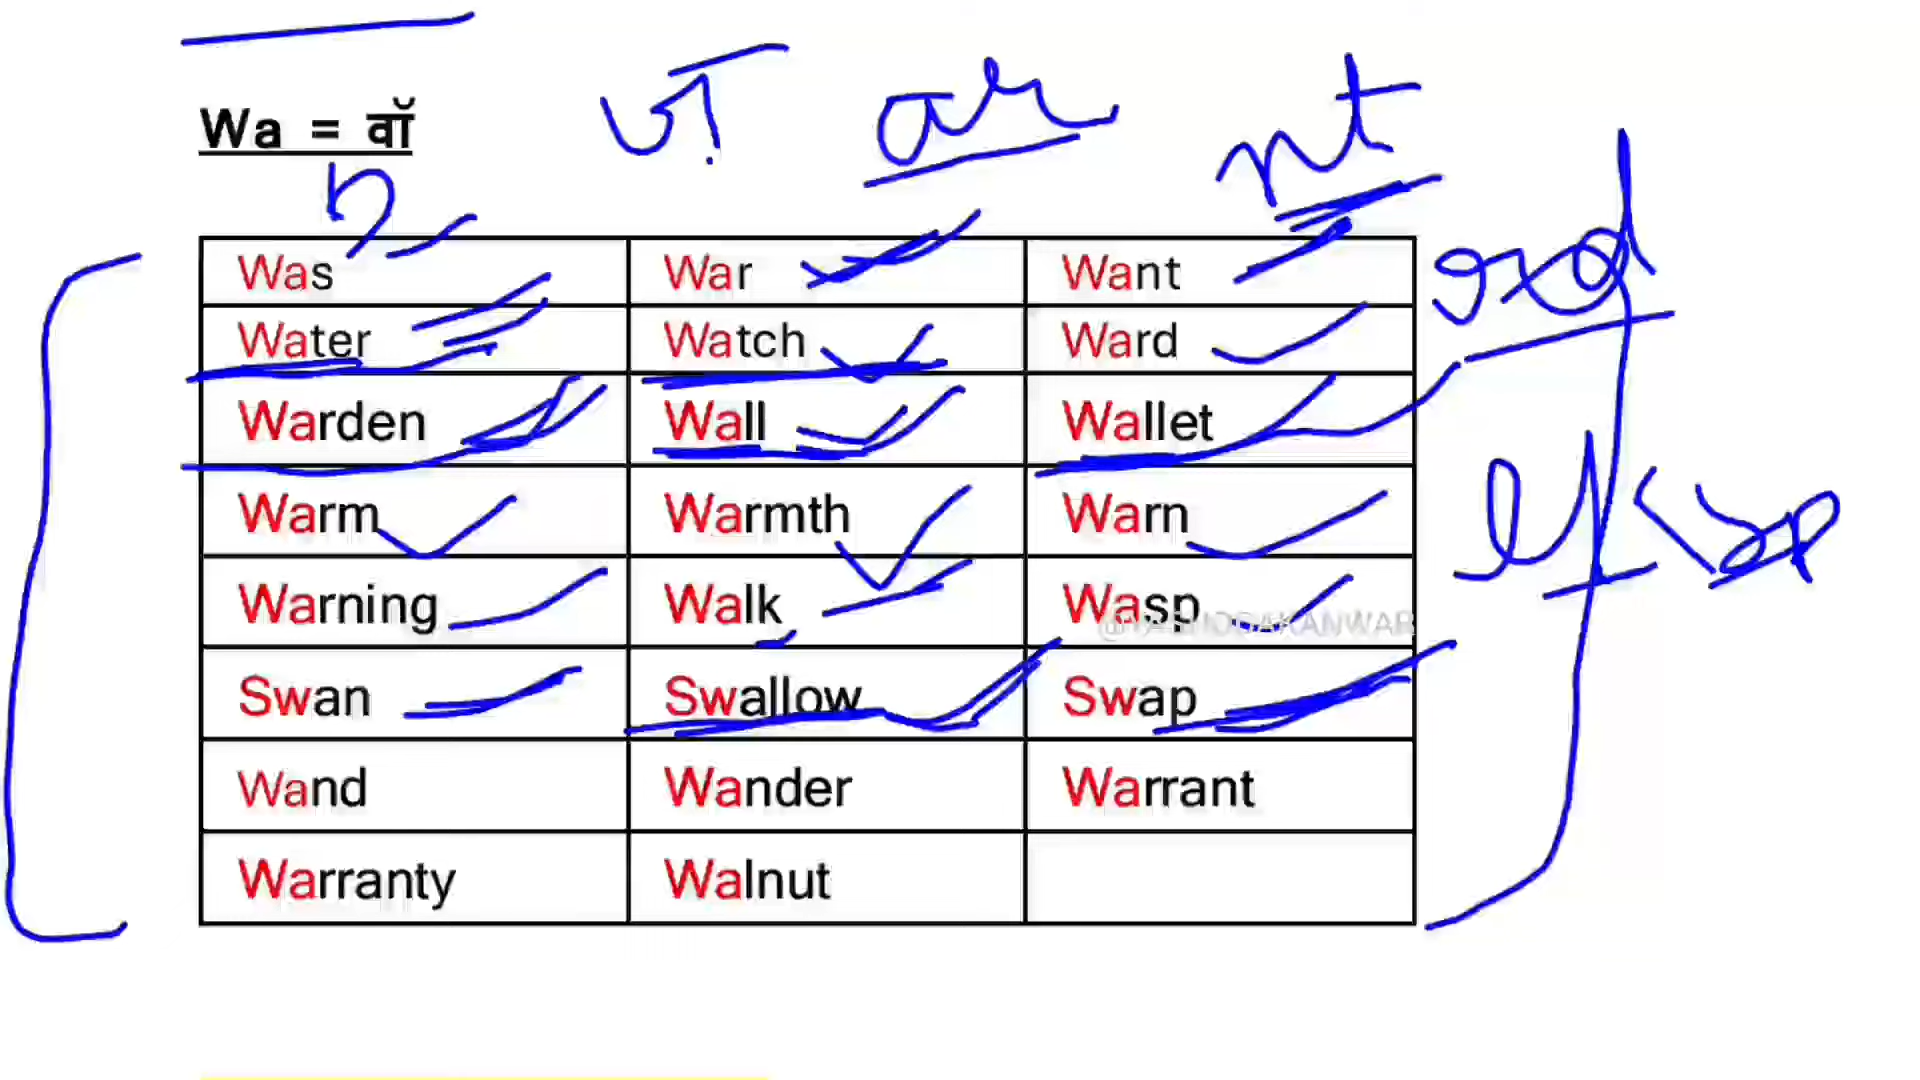 Wa = वॉ
ar
nt
Was War Want
Water Watch Ward
Warden Wall Wallet
Warm Warmth Warn
Warning Walk Wasp
Swan Swallow Swap
Wand Wander Warrant
Warranty Walnut